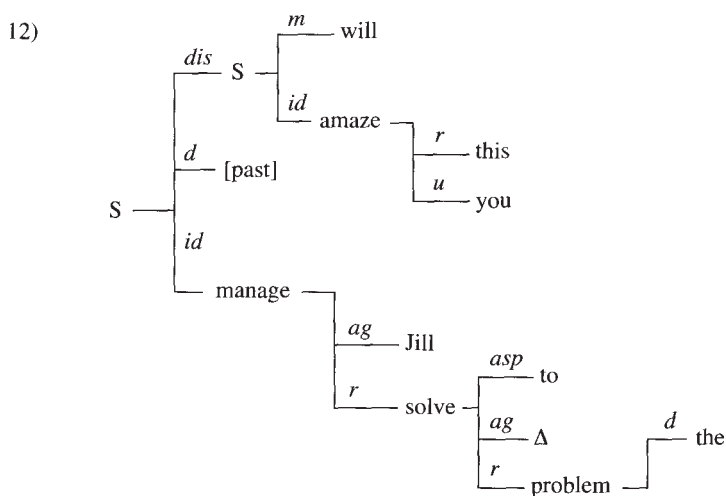 12)
m will
dis S
id amaze
r this
d [past]
u you
S
id
manage
ag Jill
asp to
r solve
ag Δ
d the
r problem